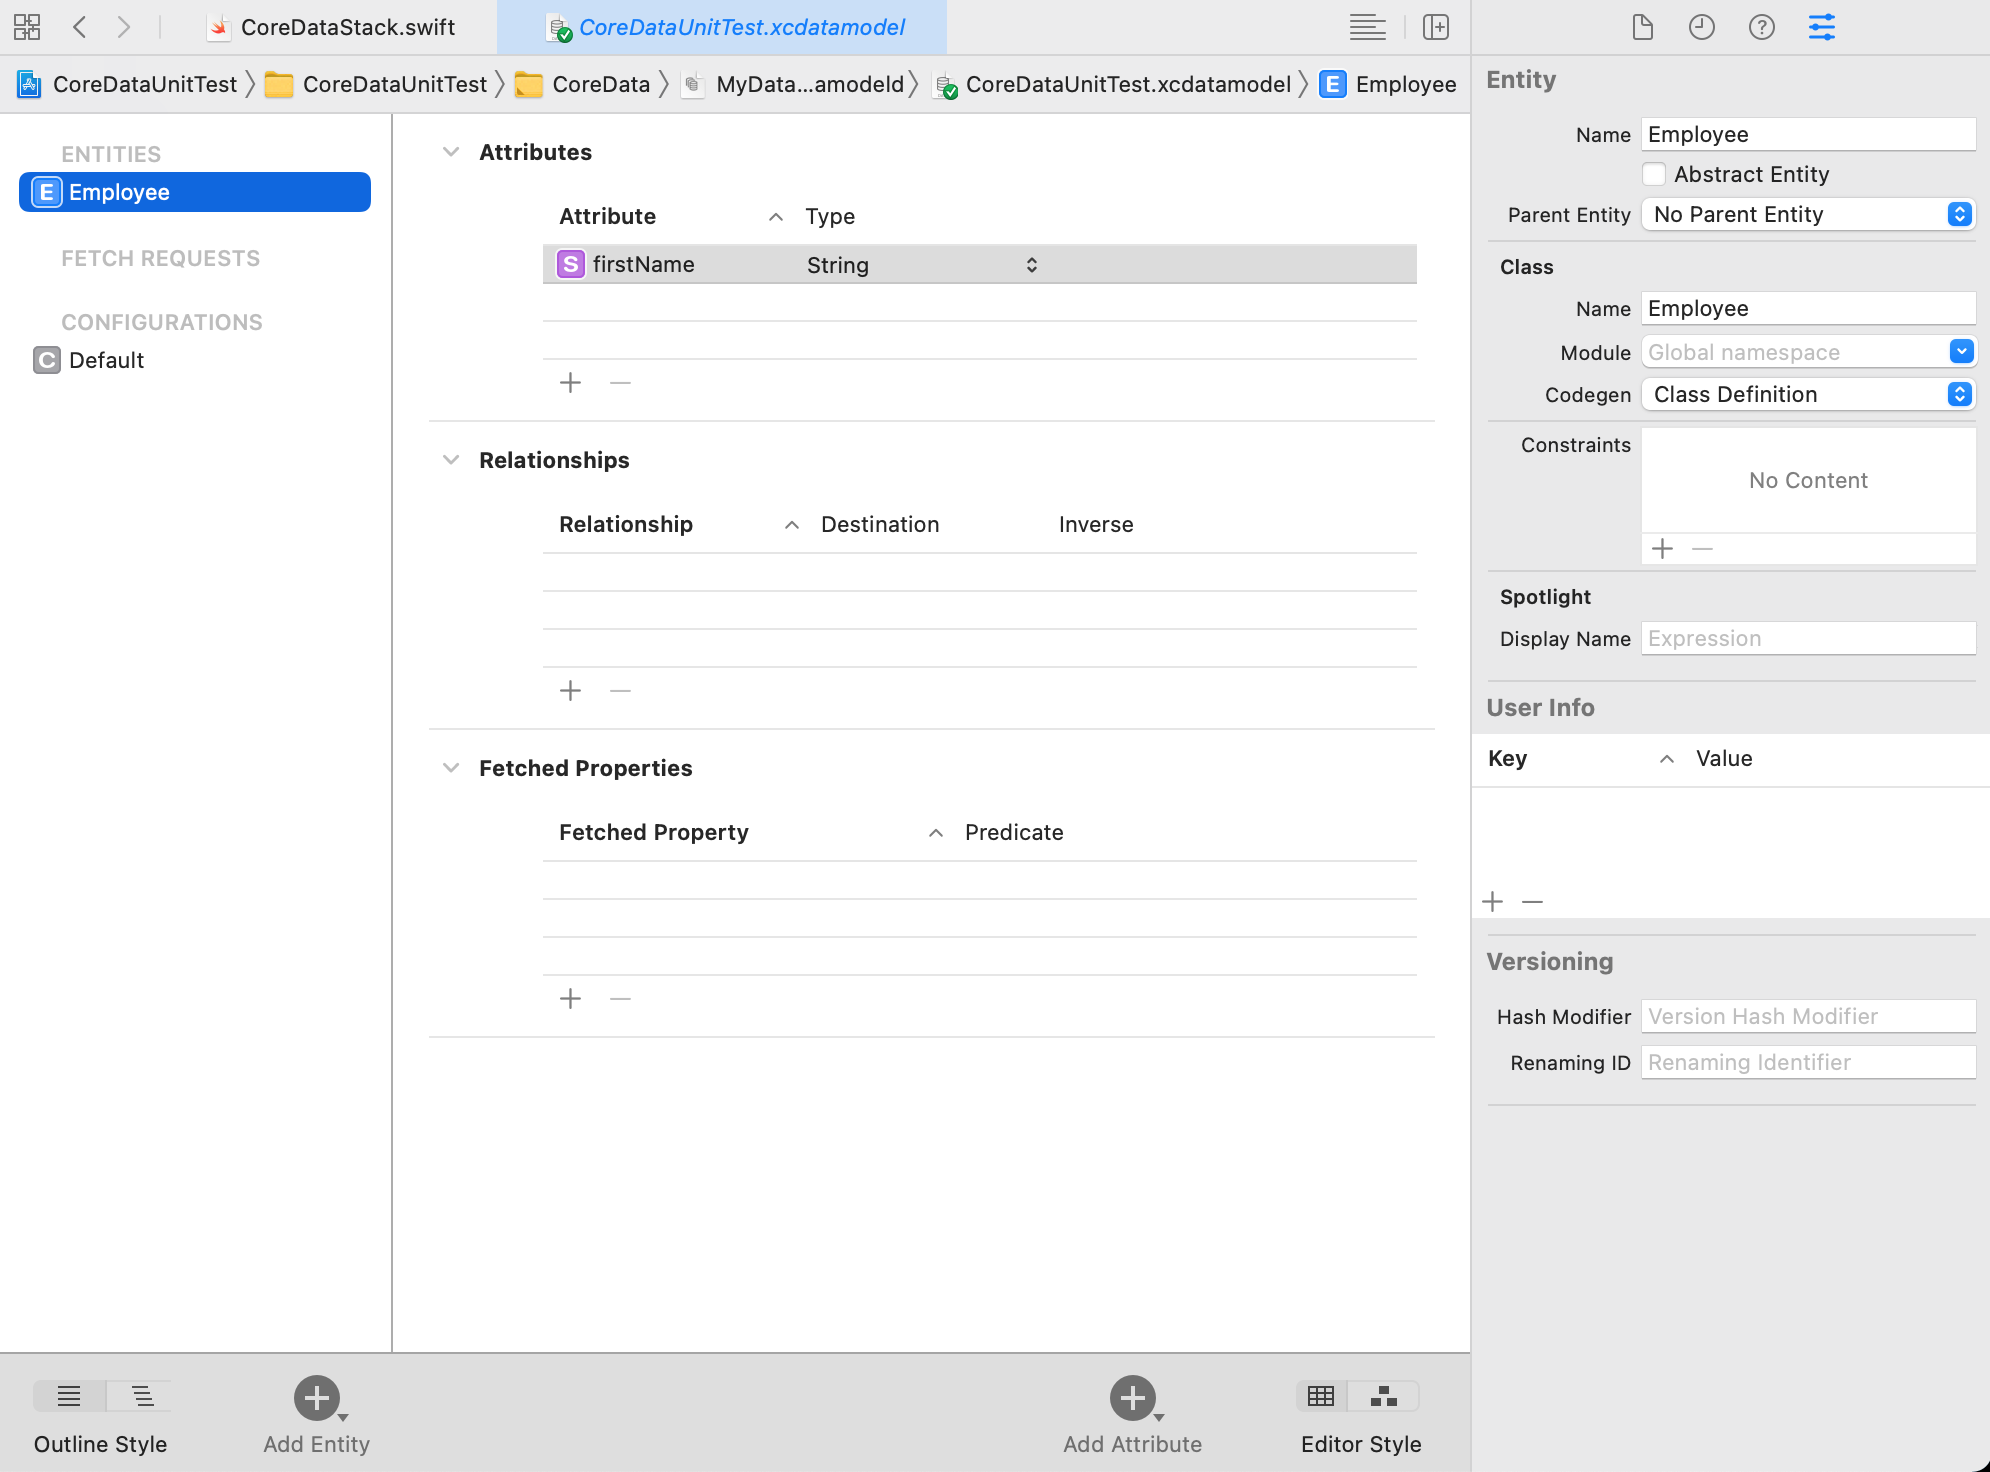 CoreDataStack.swift
CoreDataUnitTest.xcdatamodel
CoreDataUnitTest
CoreDataUnitTest
CoreData
MyData...amodeld
CoreDataUnitTest.xcdatamodel
E Employee
ENTITIES
E Employee
FETCH REQUESTS
CONFIGURATIONS
C Default
Attributes
Attribute Type
S firstName String
Relationships
Relationship Destination Inverse
Fetched Properties
Fetched Property Predicate
Outline Style
Add Entity
Add Attribute
Editor Style
Entity
Name Employee
Abstract Entity
Parent Entity No Parent Entity
Class
Name Employee
Module Global namespace
Codegen Class Definition
Constraints
No Content
Spotlight
Display Name Expression
User Info
Key Value
Versioning
Hash Modifier Version Hash Modifier
Renaming ID Renaming Identifier